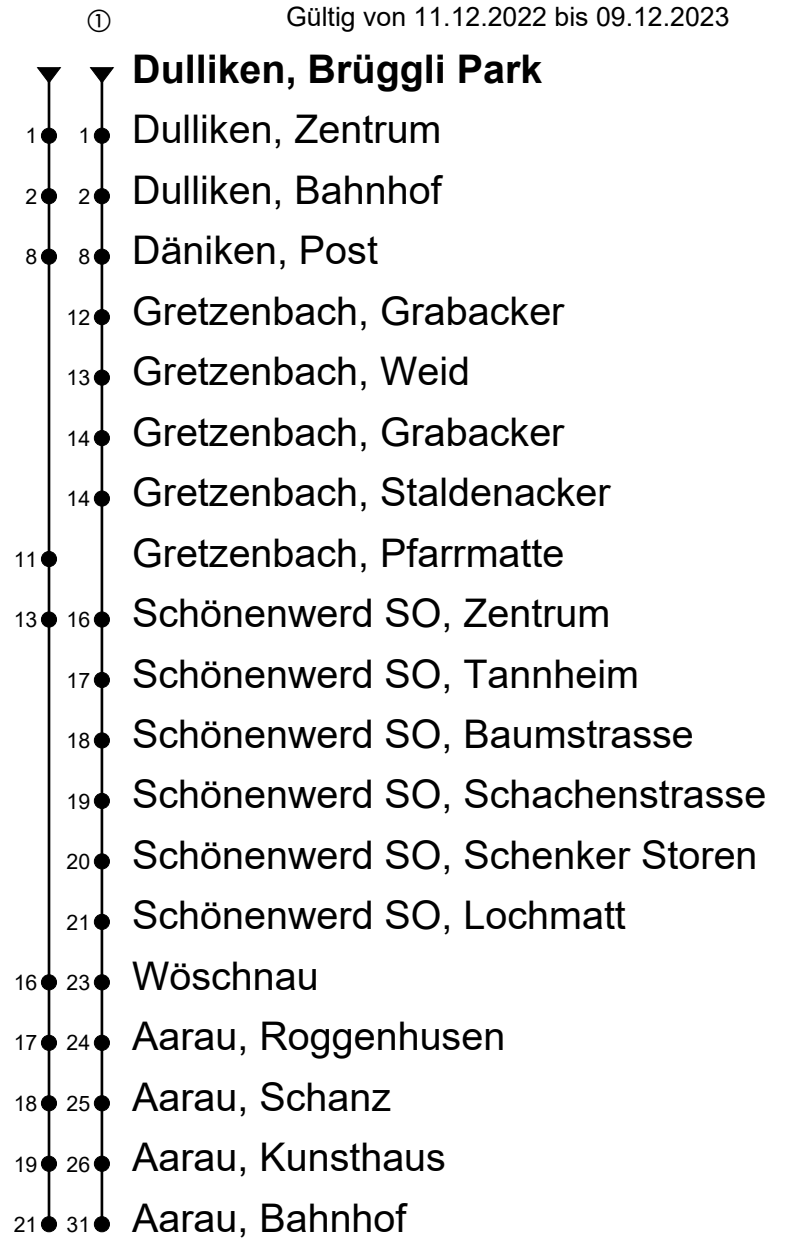 ① Gültig von 11.12.2022 bis 09.12.2023
Dulliken, Brüggli Park
1 1 Dulliken, Zentrum
2 2 Dulliken, Bahnhof
8 8 Däniken, Post
12 Gretzenbach, Grabacker
13 Gretzenbach, Weid
14 Gretzenbach, Grabacker
14 Gretzenbach, Staldenacker
11 Gretzenbach, Pfarrmatte
13 16 Schönenwerd SO, Zentrum
17 Schönenwerd SO, Tannheim
18 Schönenwerd SO, Baumstrasse
19 Schönenwerd SO, Schachenstrasse
20 Schönenwerd SO, Schenker Storen
21 Schönenwerd SO, Lochmatt
16 23 Wöschnau
17 24 Aarau, Roggenhusen
18 25 Aarau, Schanz
19 26 Aarau, Kunsthaus
21 31 Aarau, Bahnhof